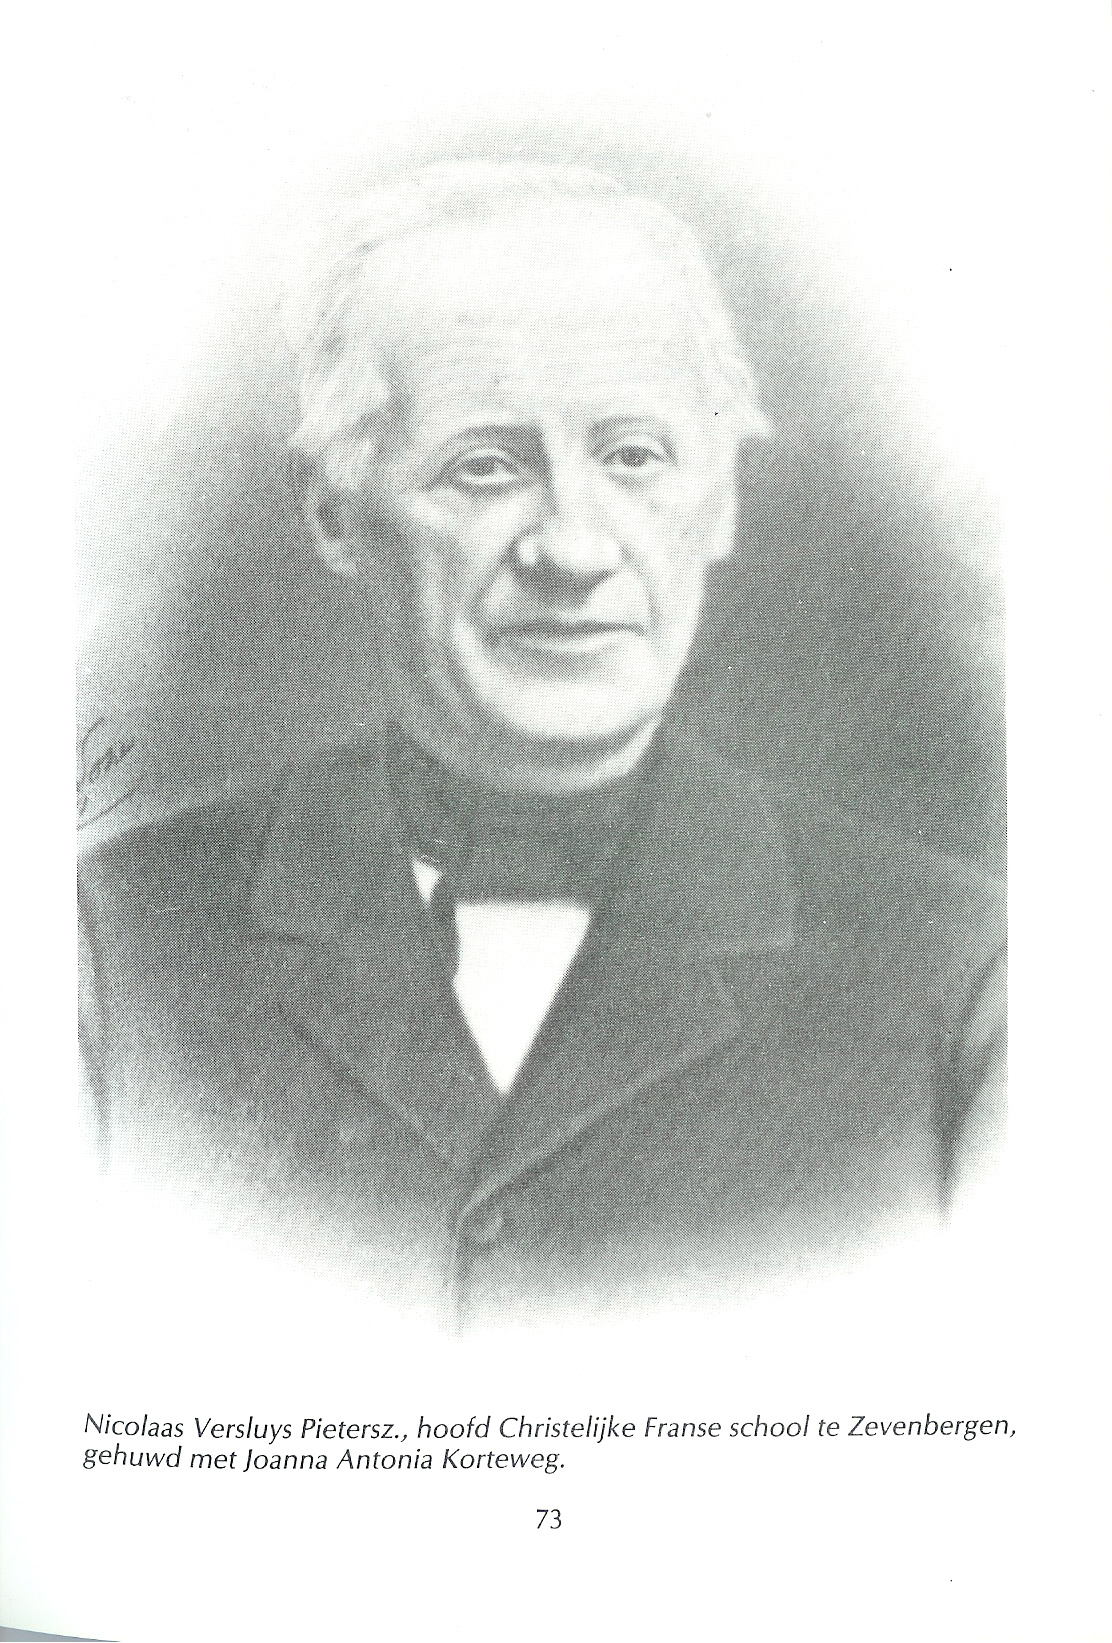 Nicolaas Versluys Pietersz., hoofd Christelijke Franse school te Zevenbergen,
gehuwd met Joanna Antonia Korteweg.
73